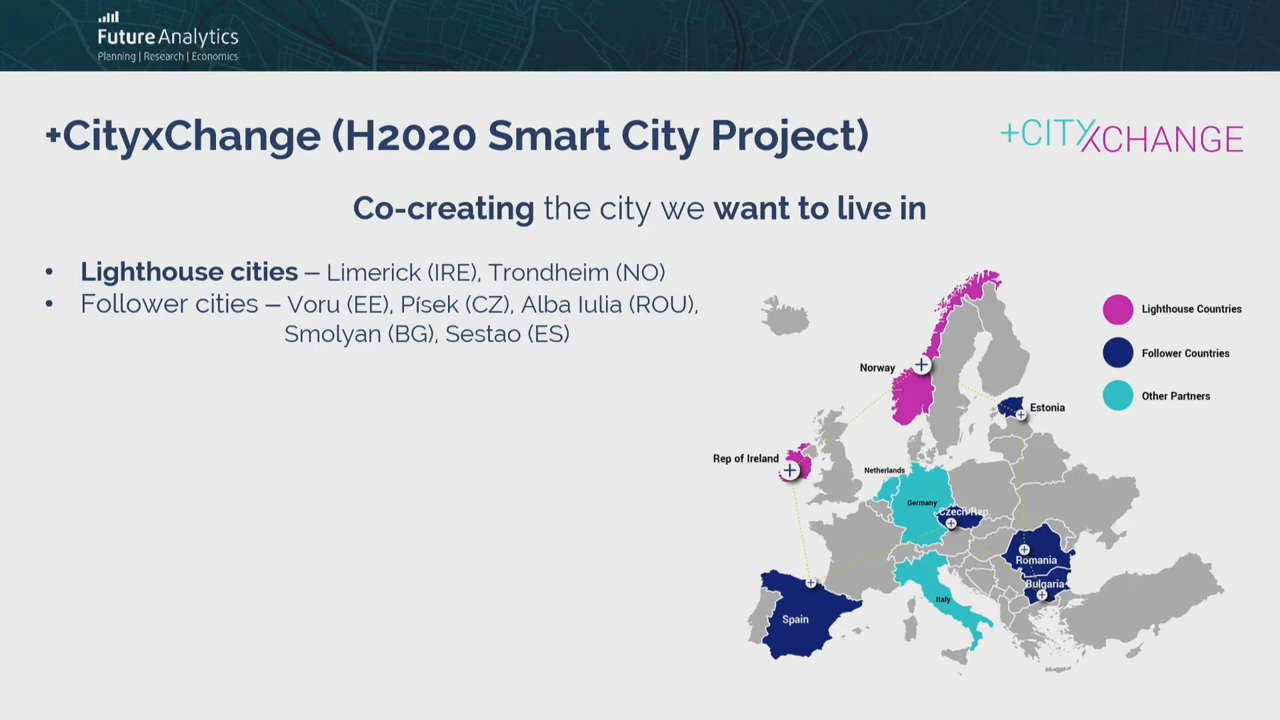 FutureAnalytics
Planning | Research | Economics
+CityxChange (H2020 Smart City Project)
+CITYXCHANGE
Co-creating the city we want to live in
• Lighthouse cities – Limerick (IRE), Trondheim (NO)
• Follower cities – Voru (EE), Písek (CZ), Alba Iulia (ROU),
Smolyan (BG), Sestao (ES)
Lighthouse Countries
Follower Countries
Other Partners
Norway
Estonia
Rep of Ireland
Netherlands
Germany
Czech Rep
Romania
Bulgaria
Italy
Spain